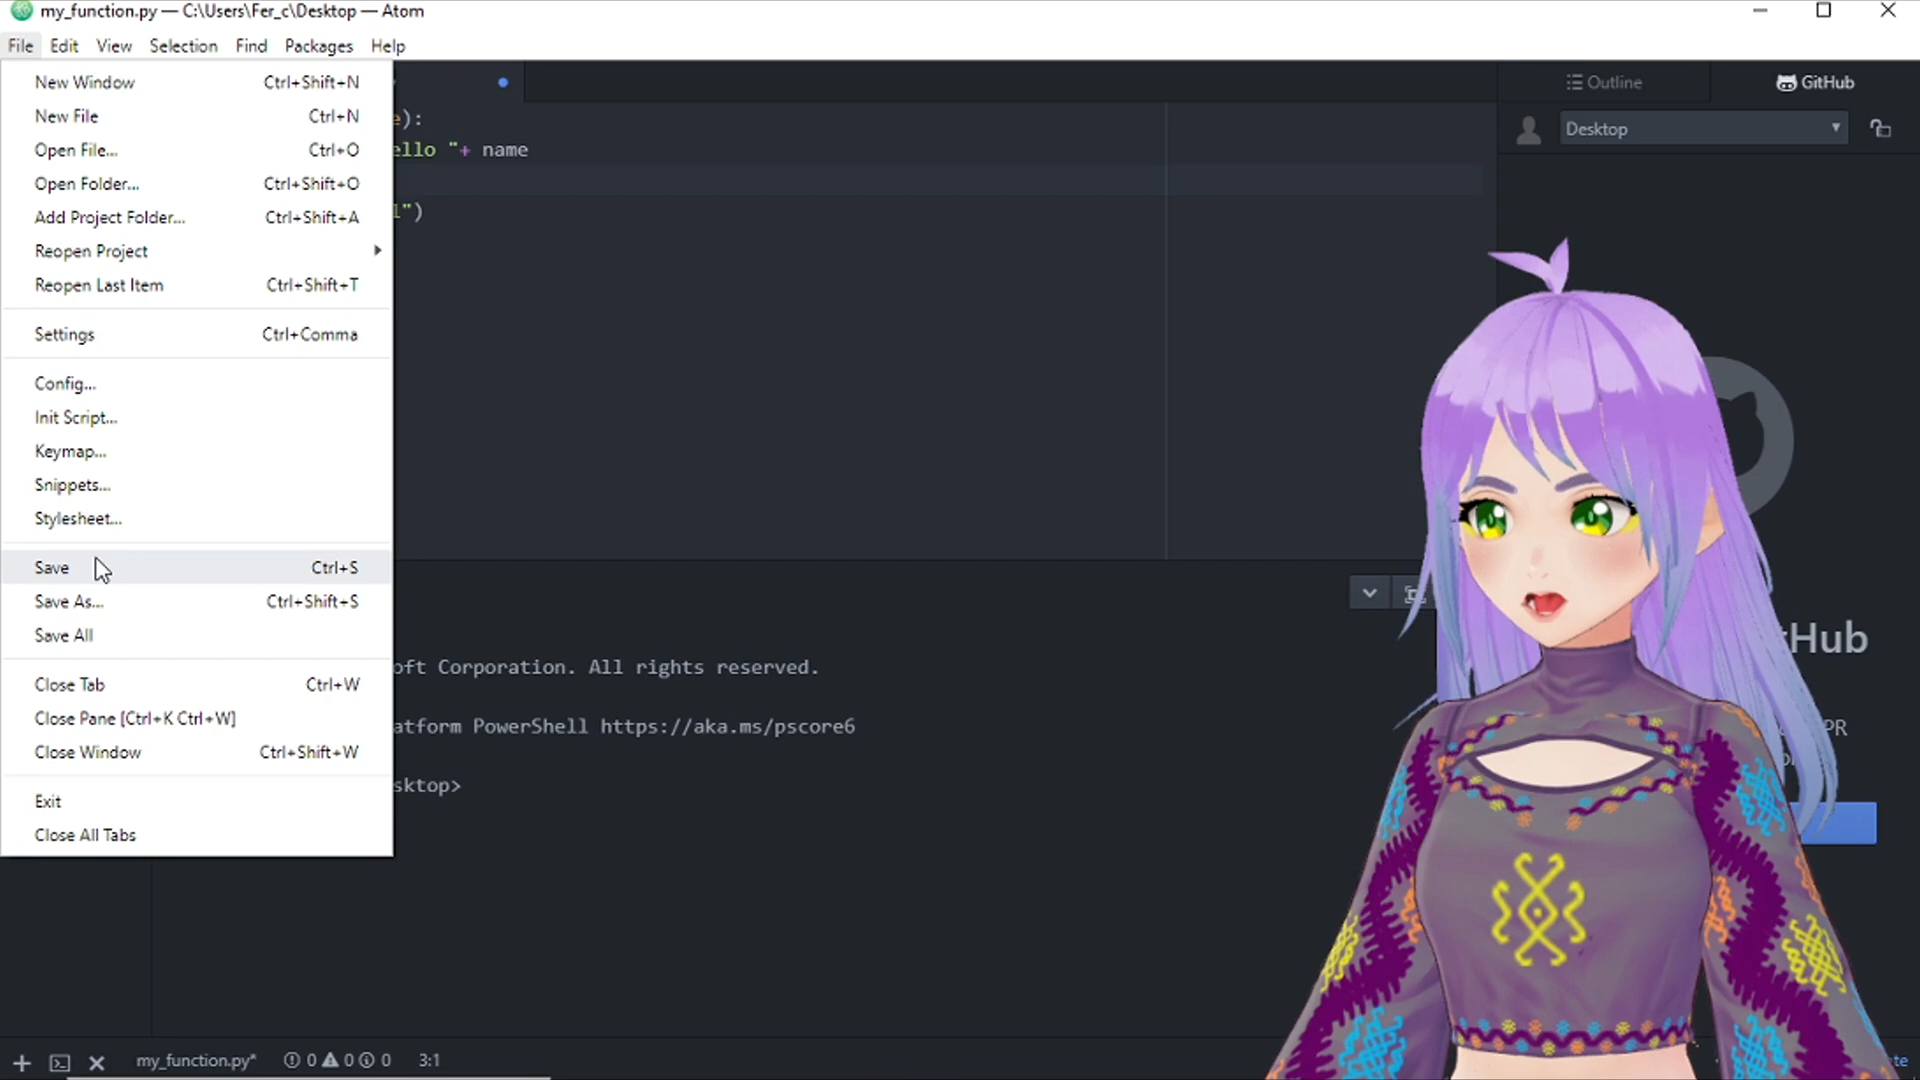 my_function.py — C:\Users\Fer_c\Desktop — Atom
File Edit View Selection Find Packages Help
New Window Ctrl+Shift+N
New File Ctrl+N
Open File... Ctrl+O
Open Folder... Ctrl+Shift+O
Add Project Folder... Ctrl+Shift+A
Reopen Project
Reopen Last Item Ctrl+Shift+T
Settings Ctrl+Comma
Config...
Init Script...
Keymap...
Snippets...
Stylesheet...
Save Ctrl+S
Save As... Ctrl+Shift+S
Save All
Close Tab Ctrl+W
Close Pane [Ctrl+K Ctrl+W]
Close Window Ctrl+Shift+W
Exit
Close All Tabs
e):
ello "+ name
l")
Outline GitHub
Desktop
oft Corporation. All rights reserved.
atform PowerShell https://aka.ms/pscore6
sktop>
tHub
PR
my_function.py* 0 0 0 3:1